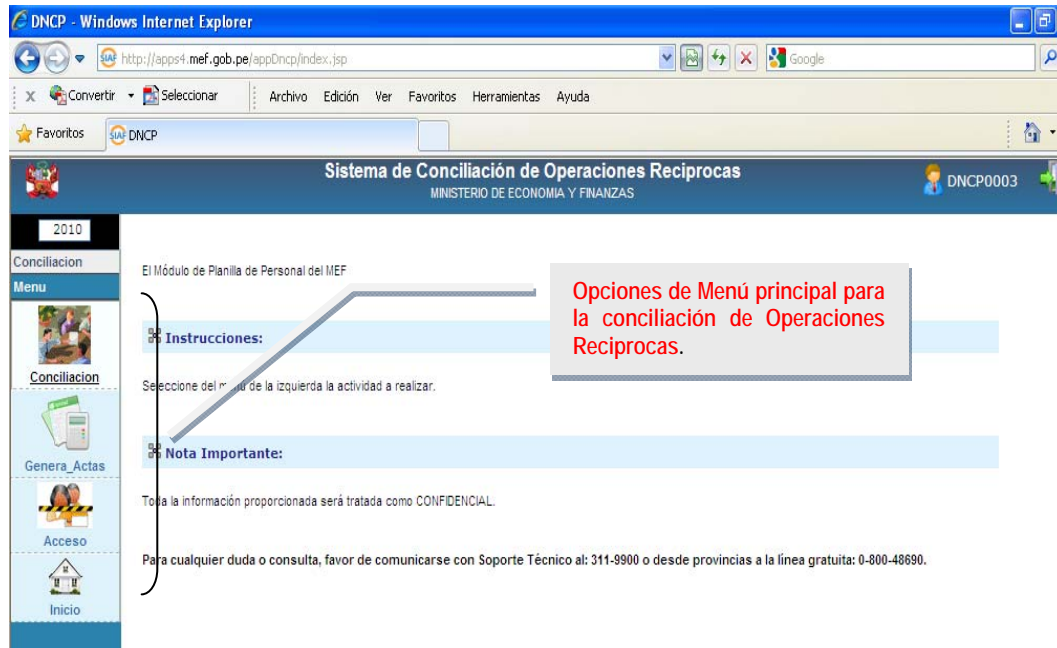 DNCP - Windows Internet Explorer
SIAF http://apps4.mef.gob.pe/appDncp/index.jsp
Google
X Convertir Seleccionar Archivo Edición Ver Favoritos Herramientas Ayuda
Favoritos SIAF DNCP
Sistema de Conciliación de Operaciones Reciprocas
MINISTERIO DE ECONOMIA Y FINANZAS
DNCP0003
2010
Conciliacion
Menu
Conciliacion
Genera_Actas
Acceso
Inicio
El Módulo de Planilla de Personal del MEF
Opciones de Menú principal para
la conciliación de Operaciones
Reciprocas.
Instrucciones:
Seleccione del menú de la izquierda la actividad a realizar.
Nota Importante:
Toda la información proporcionada será tratada como CONFIDENCIAL.
Para cualquier duda o consulta, favor de comunicarse con Soporte Técnico al: 311-9900 o desde provincias a la línea gratuita: 0-800-48690.